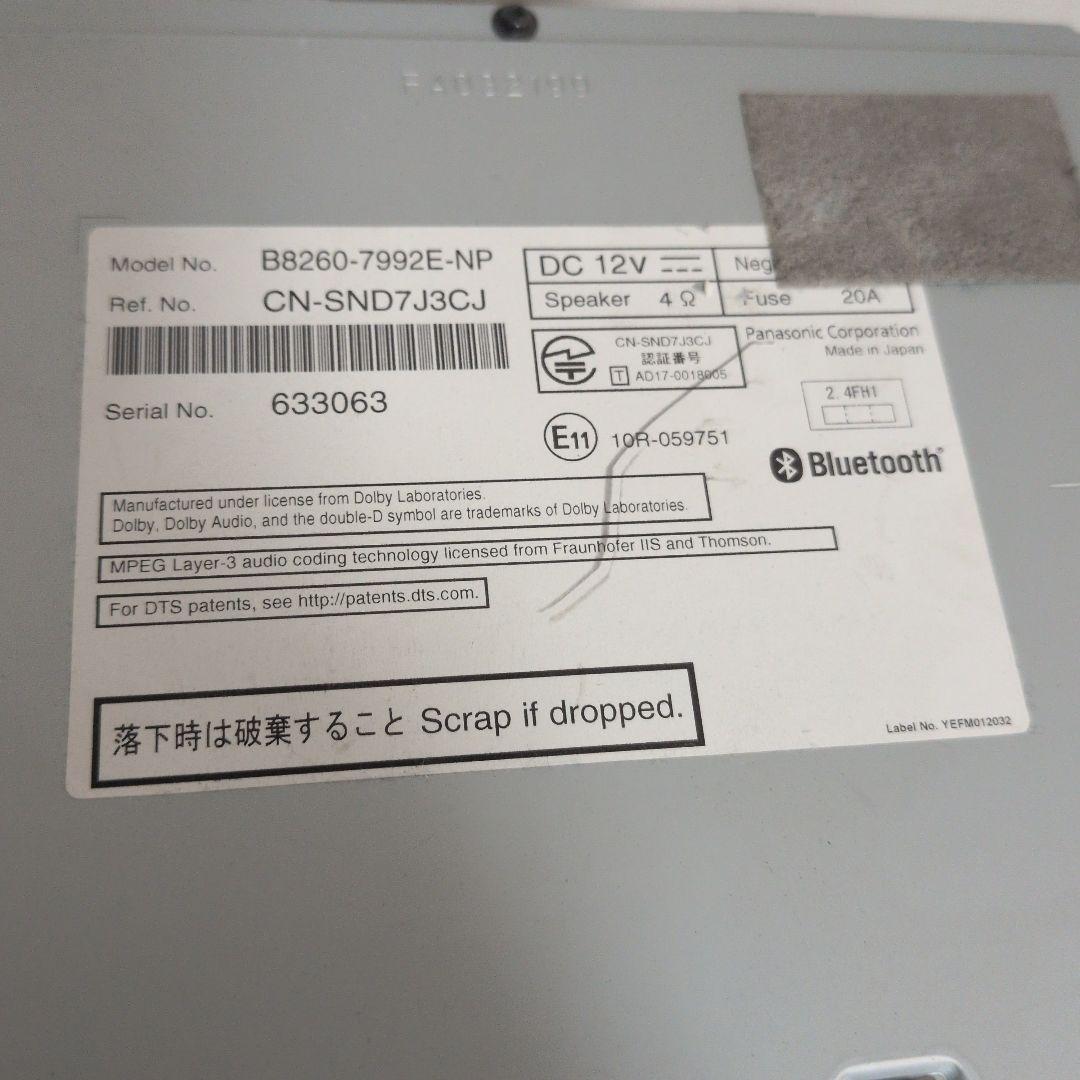 Model No. B8260-7992E-NP
Ref. No. CN-SND7J3CJ
Serial No. 633063
DC 12V
Speaker 4 Ω Fuse 20A
CN-SND7J3CJ
認証番号
T AD17-0018005
Panasonic Corporation
Made in Japan
2.4FH1
E11 10R-059751
Bluetooth
Manufactured under license from Dolby Laboratories.
Dolby, Dolby Audio, and the double-D symbol are trademarks of Dolby Laboratories.
MPEG Layer-3 audio coding technology licensed from Fraunhofer IIS and Thomson.
For DTS patents, see http://patents.dts.com.
落下時は破棄すること Scrap if dropped.
Label No. YEFM012032